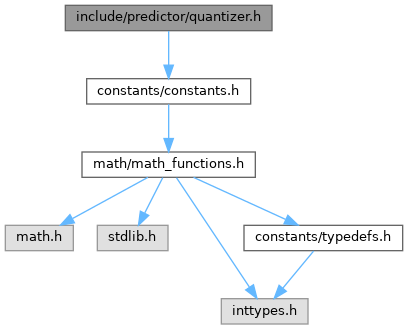 include/predictor/quantizer.h
constants/constants.h
math/math_functions.h
math.h
stdlib.h
constants/typedefs.h
inttypes.h